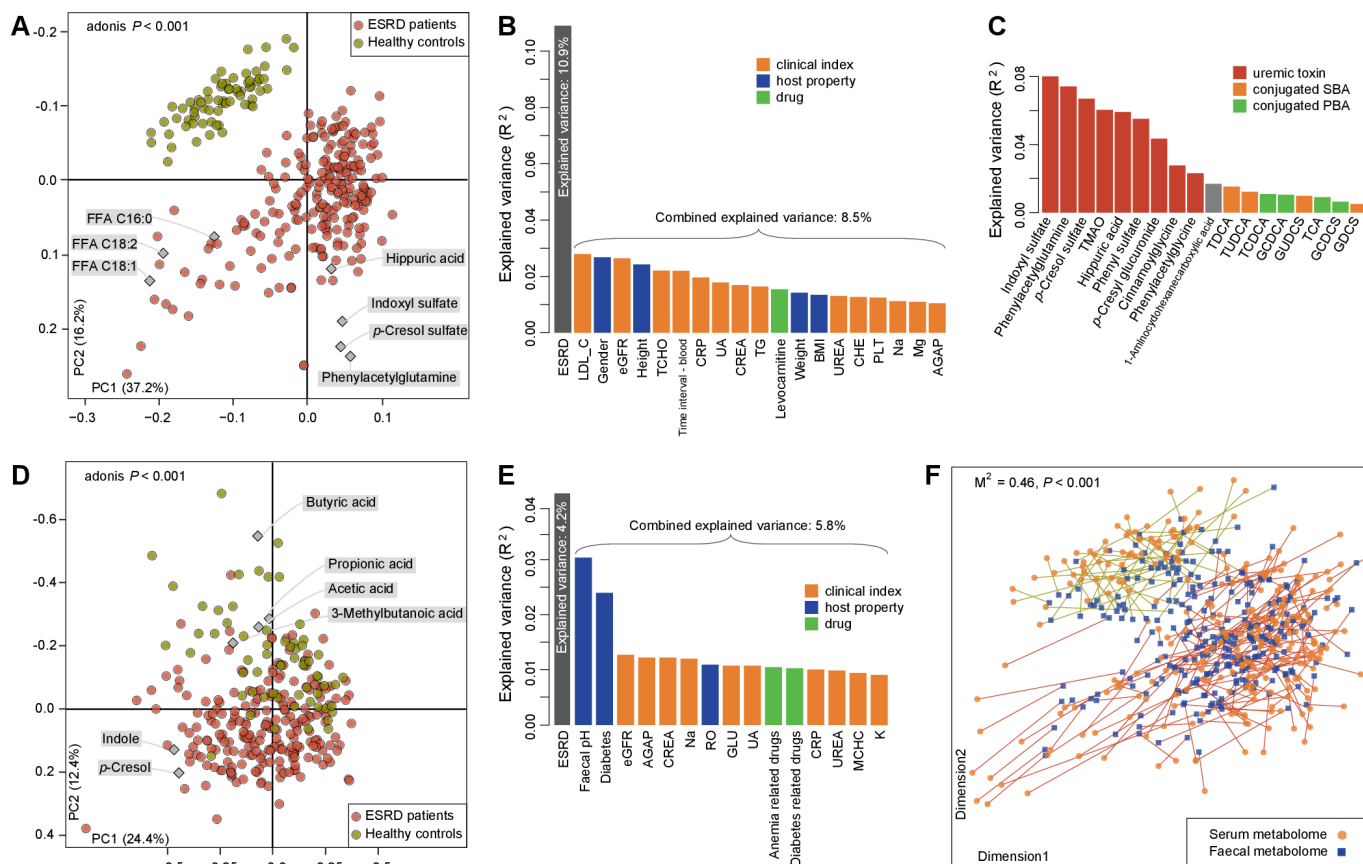 A
adonis P < 0.001
ESRD patients
Healthy controls
-0.2
-0.1
0.0
0.1
0.2
FFA C16:0
FFA C18:2
FFA C18:1
Hippuric acid
Indoxyl sulfate
p-Cresol sulfate
Phenylacetylglutamine
PC2 (16.2%)
PC1 (37.2%)
−0.3
−0.2
−0.1
0.0
0.1
B
Explained variance (R²)
0.10
0.08
0.06
0.04
0.02
0.00
Explained variance: 10.9%
clinical index
host property
drug
Combined explained variance: 8.5%
ESRD
LDL_C
Gender
eGFR
Height
TCHO
Time interval - blood
CRP
UA
CREA
TG
Levocarnitine
Weight
BMI
UREA
CHE
PLT
Na
Mg
AGAP
C
Explained variance (R²)
0.08
0.04
0.00
uremic toxin
conjugated SBA
conjugated PBA
Indoxyl sulfate
Phenylacetylglutamine
p-Cresol sulfate
TMAO
Hippuric acid
Phenyl sulfate
p-Cresyl glucuronide
Cinnamoylglycine
Phenylacetylglycine
1-Aminocydohexanecarboxylic acid
TDCA
TUDCA
TCDCA
GCDCA
GUDCS
TCA
GCDCS
GDCS
D
adonis P < 0.001
-0.6
-0.4
-0.2
0.0
0.2
0.4
Butyric acid
Propionic acid
Acetic acid
3-Methylbutanoic acid
Indole
p-Cresol
PC2 (12.4%)
PC1 (24.4%)
ESRD patients
Healthy controls
E
Explained variance (R²)
0.04
0.03
0.02
0.01
0.00
Explained variance: 4.2%
Combined explained variance: 5.8%
clinical index
host property
drug
ESRD
Faecal pH
Diabetes
eGFR
AGAP
CREA
Na
RO
GLU
UA
Anemia related drugs
Diabetes related drugs
CRP
UREA
MCHC
K
F
M² = 0.46, P < 0.001
Dimension2
Dimension1
Serum metabolome
Faecal metabolome